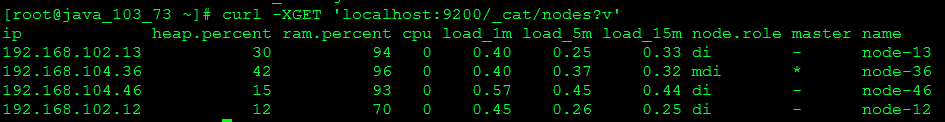 [root@java_103_73 ~]# curl -XGET 'localhost:9200/_cat/nodes?v'
ip             heap.percent ram.percent cpu load_1m load_5m load_15m node.role master name
192.168.102.13           30          94   0    0.40    0.25     0.33 di        -      node-13
192.168.104.36           42          96   0    0.40    0.37     0.32 mdi       *      node-36
192.168.104.46           15          93   0    0.57    0.45     0.44 di        -      node-46
192.168.102.12           12          70   0    0.45    0.26     0.25 di        -      node-12